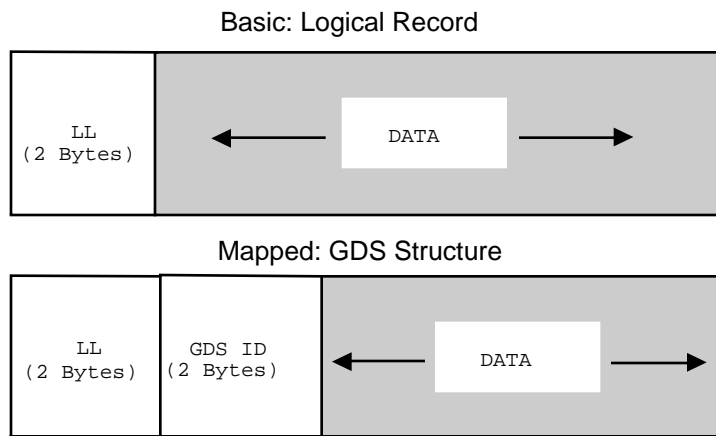 Basic: Logical Record
LL
(2 Bytes)
DATA
Mapped: GDS Structure
LL
(2 Bytes)
GDS ID
(2 Bytes)
DATA